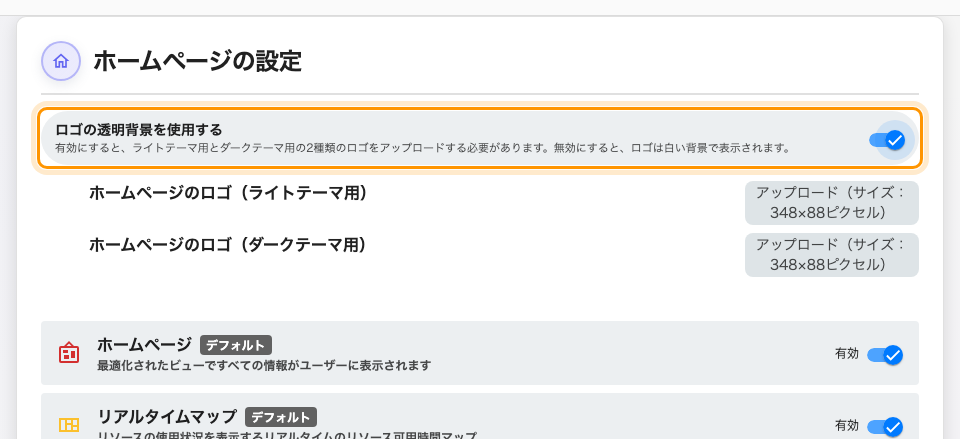 ホームページの設定
ロゴの透明背景を使用する
有効にすると、ライトテーマ用とダークテーマ用の2種類のロゴをアップロードする必要があります。無効にすると、ロゴは白い背景で表示されます。
ホームページのロゴ（ライトテーマ用）
アップロード（サイズ：
348×88ピクセル）
ホームページのロゴ（ダークテーマ用）
アップロード（サイズ：
348×88ピクセル）
ホームページ デフォルト
最適化されたビューですべての情報がユーザーに表示されます
有効
リアルタイムマップ デフォルト
リソースの使用状況を表示するリアルタイムのリソース可用時間マップ
有効